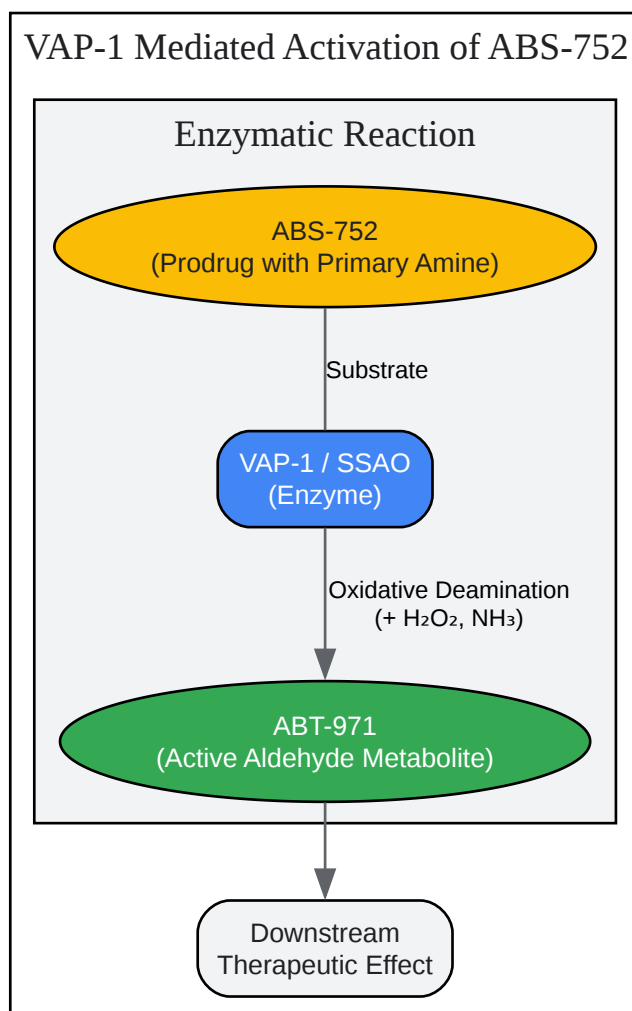 VAP-1 Mediated Activation of ABS-752
Enzymatic Reaction
ABS-752
(Prodrug with Primary Amine)
Substrate
VAP-1 / SSAO
(Enzyme)
Oxidative Deamination
(+ H₂O₂, NH₃)
ABT-971
(Active Aldehyde Metabolite)
Downstream
Therapeutic Effect